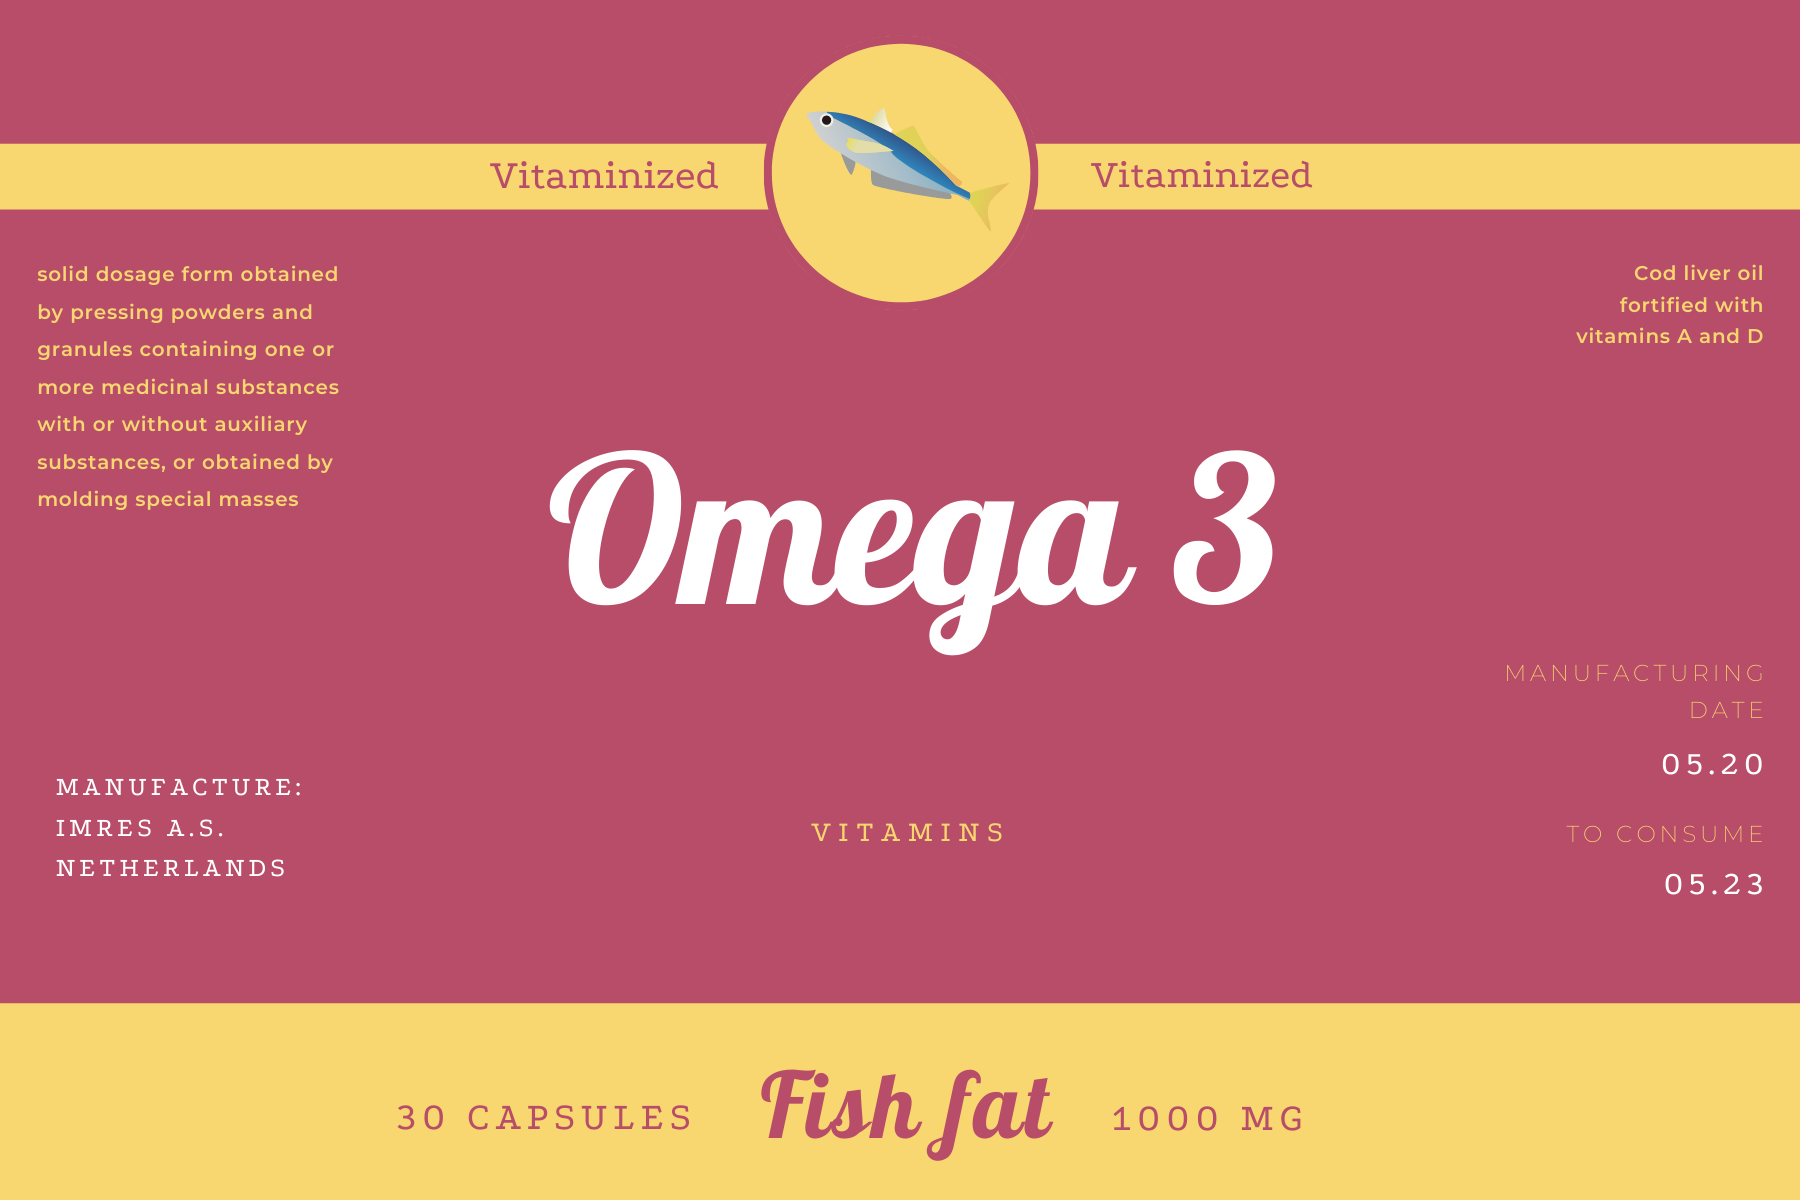 Vitaminized
Vitaminized
solid dosage form obtained
by pressing powders and
granules containing one or
more medicinal substances
with or without auxiliary
substances, or obtained by
molding special masses
Cod liver oil
fortified with
vitamins A and D
Omega 3
MANUFACTURING
DATE
05.20
TO CONSUME
05.23
MANUFACTURE:
IMRES A.S.
NETHERLANDS
VITAMINS
30 CAPSULES
Fish fat
1000 MG